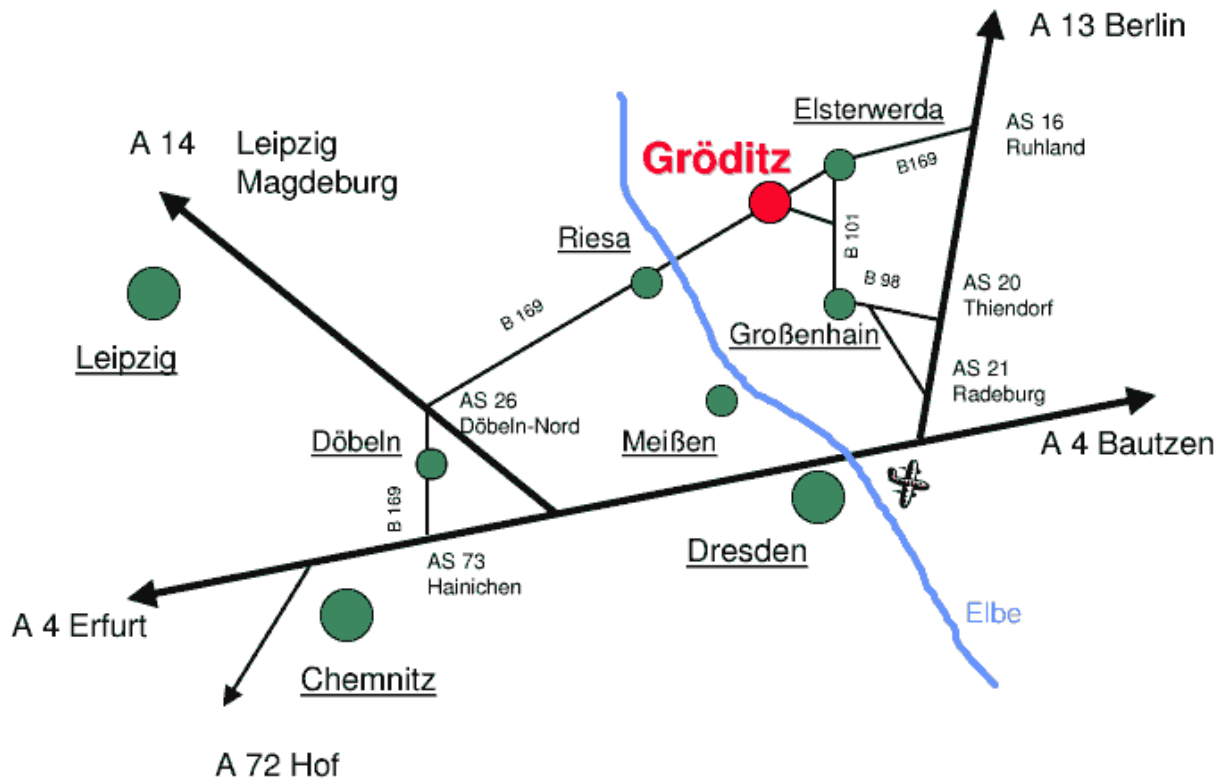 A 13 Berlin
Elsterwerda
AS 16
Ruhland
A 14
Leipzig
Magdeburg
Gröditz
B169
Riesa
B 101
B 98
AS 20
Thiendorf
B 169
Großenhain
Leipzig
AS 21
Radeburg
AS 26
Döbeln-Nord
Döbeln
Meißen
A 4 Bautzen
B 169
Dresden
AS 73
Hainichen
A 4 Erfurt
Elbe
Chemnitz
A 72 Hof